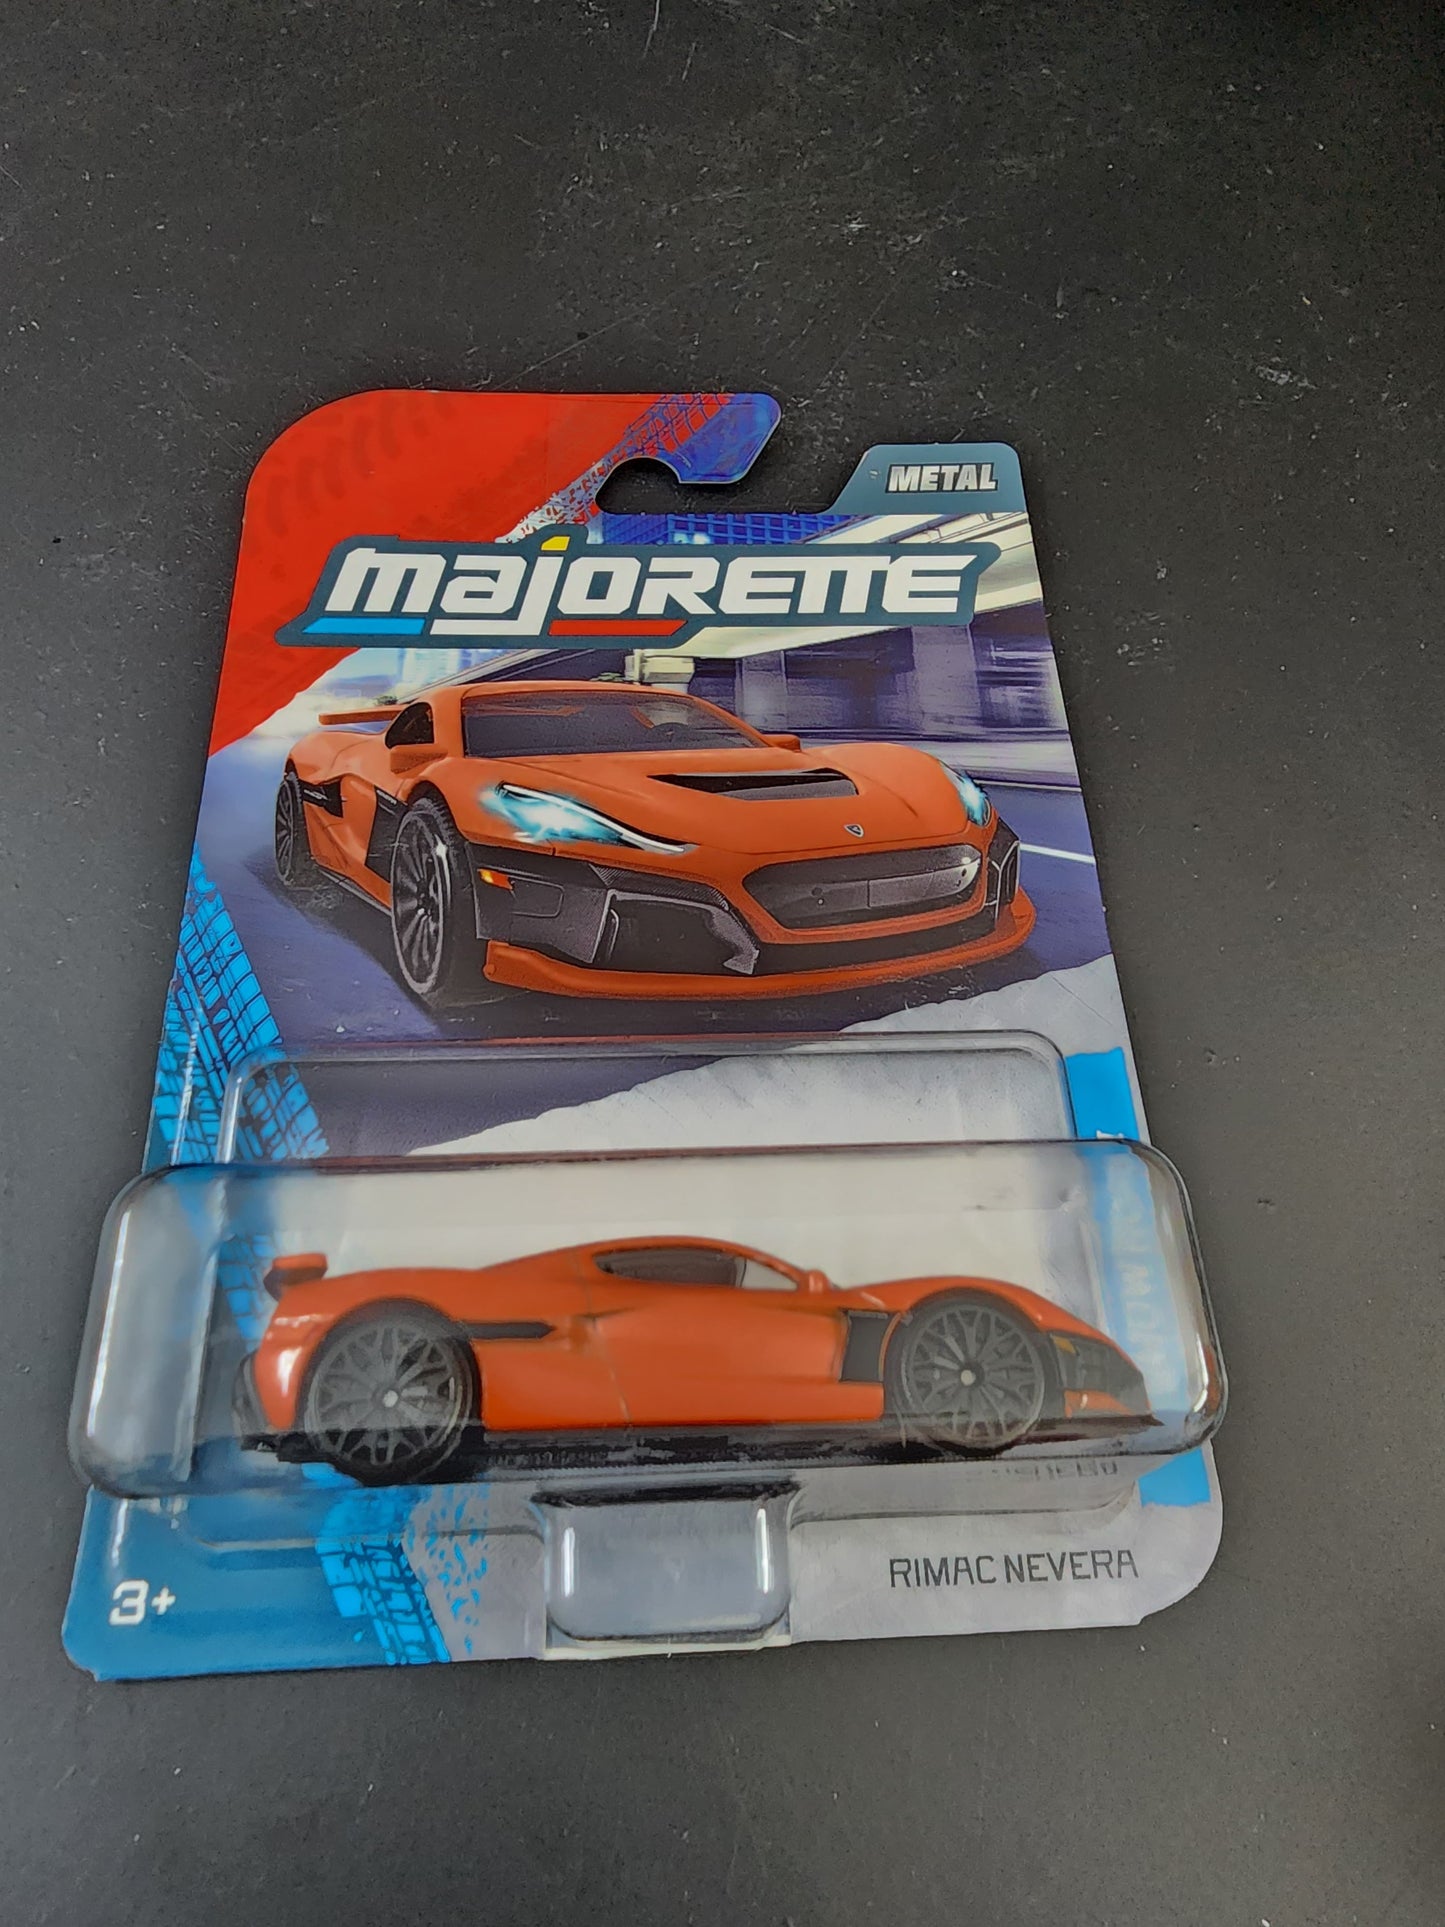 METAL
majorette
RIMAC NEVERA
3+